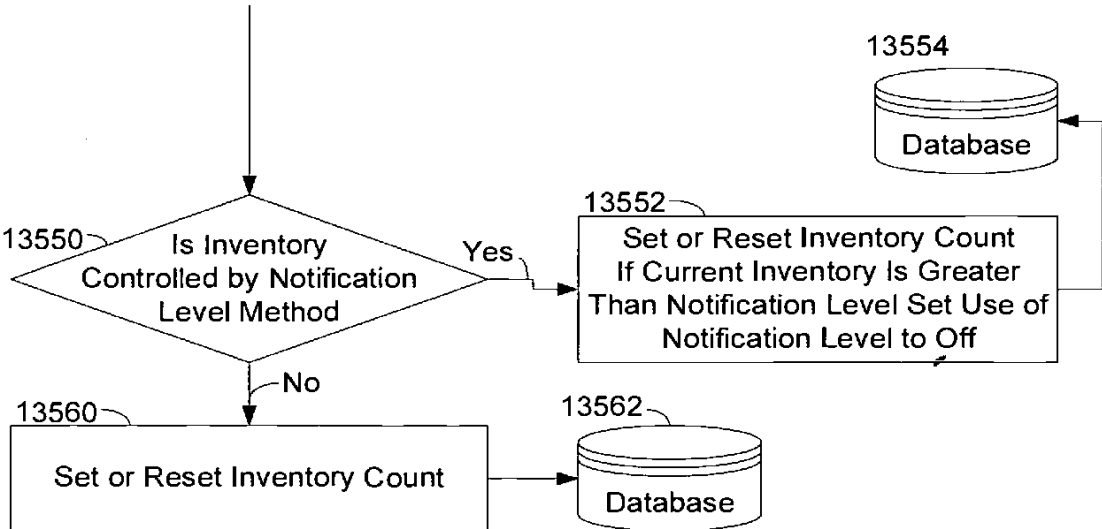 13554
Database
13550
Is Inventory
Controlled by Notification
Level Method
Yes
13552
Set or Reset Inventory Count
If Current Inventory Is Greater
Than Notification Level Set Use of
Notification Level to Off
No
13560
Set or Reset Inventory Count
13562
Database